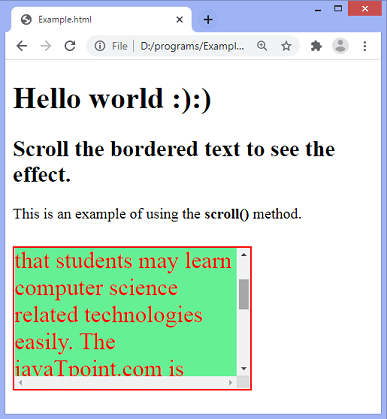 Example.html
File | D:/programs/Exampl...
Hello world :):)
Scroll the bordered text to see the
effect.
This is an example of using the scroll() method.
that students may learn
computer science
related technologies
easily. The
javaTpoint.com is